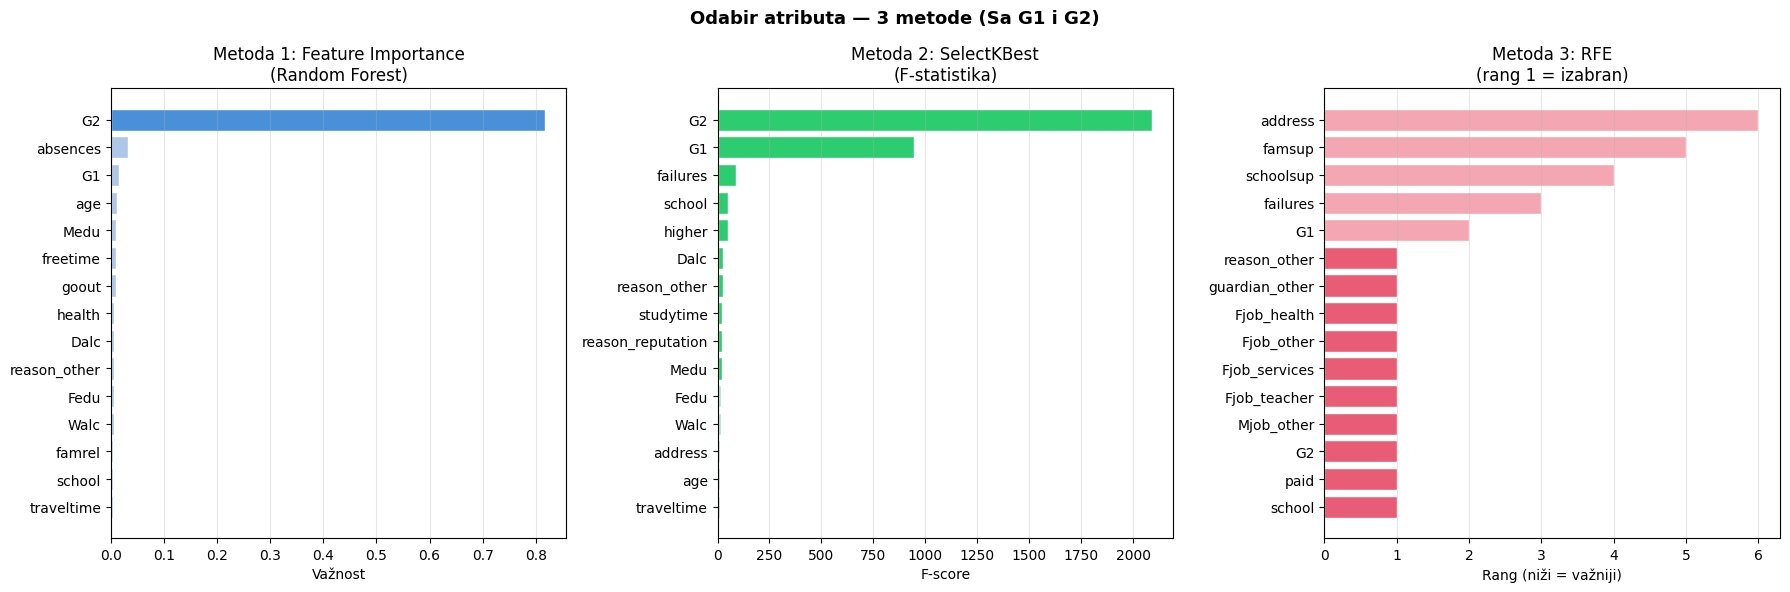 Odabir atributa — 3 metode (Sa G1 i G2)
Metoda 1: Feature Importance
(Random Forest)
G2
absences
G1
age
Medu
freetime
goout
health
Dalc
reason_other
Fedu
Walc
famrel
school
traveltime
0.0 0.1 0.2 0.3 0.4 0.5 0.6 0.7 0.8
Važnost
Metoda 2: SelectKBest
(F-statistika)
G2
G1
failures
school
higher
Dalc
reason_other
studytime
reason_reputation
Medu
Fedu
Walc
address
age
traveltime
0 250 500 750 1000 1250 1500 1750 2000
F-score
Metoda 3: RFE
(rang 1 = izabran)
address
famsup
schoolsup
failures
G1
reason_other
guardian_other
Fjob_health
Fjob_other
Fjob_services
Fjob_teacher
Mjob_other
G2
paid
school
0 1 2 3 4 5 6
Rang (niži = važniji)